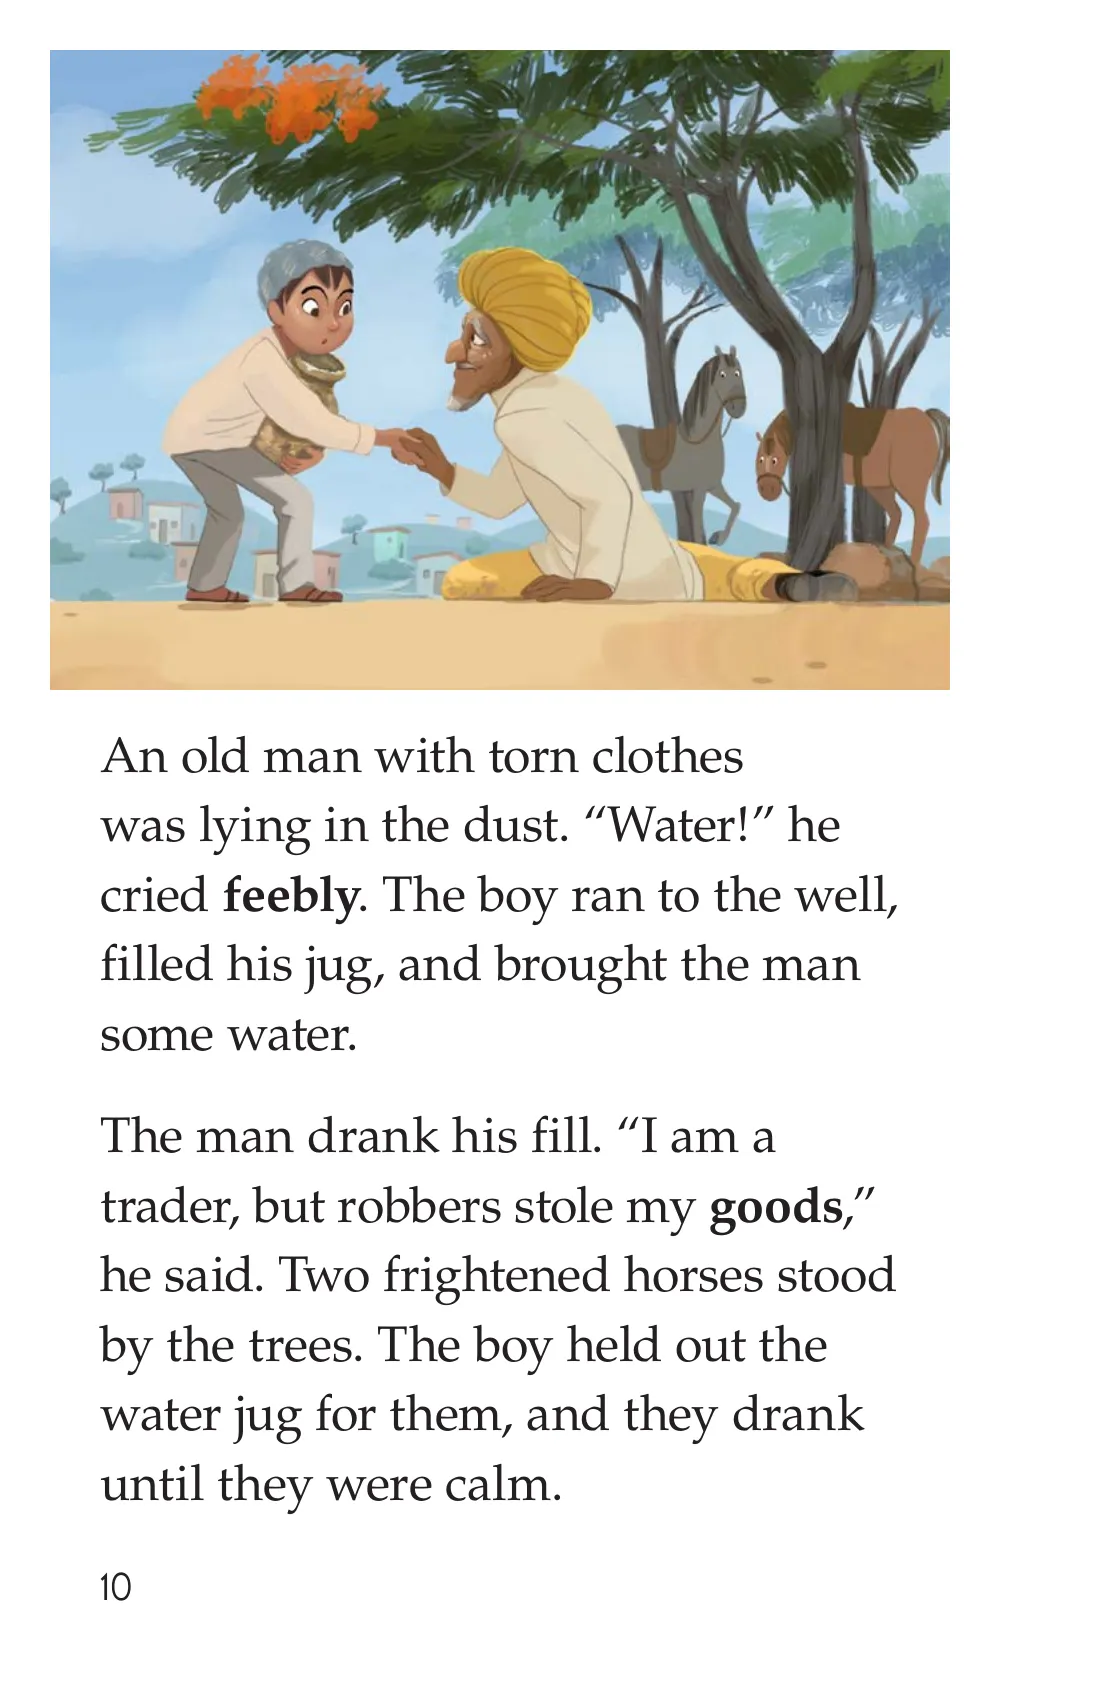 An old man with torn clothes
was lying in the dust. “Water!” he
cried feebly. The boy ran to the well,
filled his jug, and brought the man
some water.
The man drank his fill. “I am a
trader, but robbers stole my goods,”
he said. Two frightened horses stood
by the trees. The boy held out the
water jug for them, and they drank
until they were calm.
10